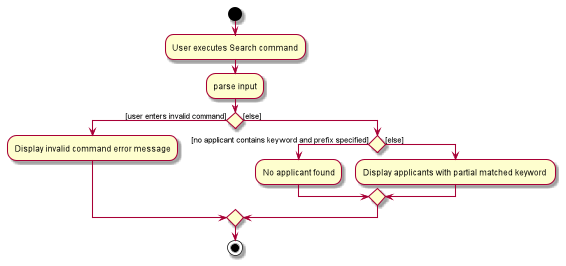 User executes Search command
parse input
[user enters invalid command]
[else]
Display invalid command error message
[no applicant contains keyword and prefix specified]
[else]
No applicant found
Display applicants with partial matched keyword